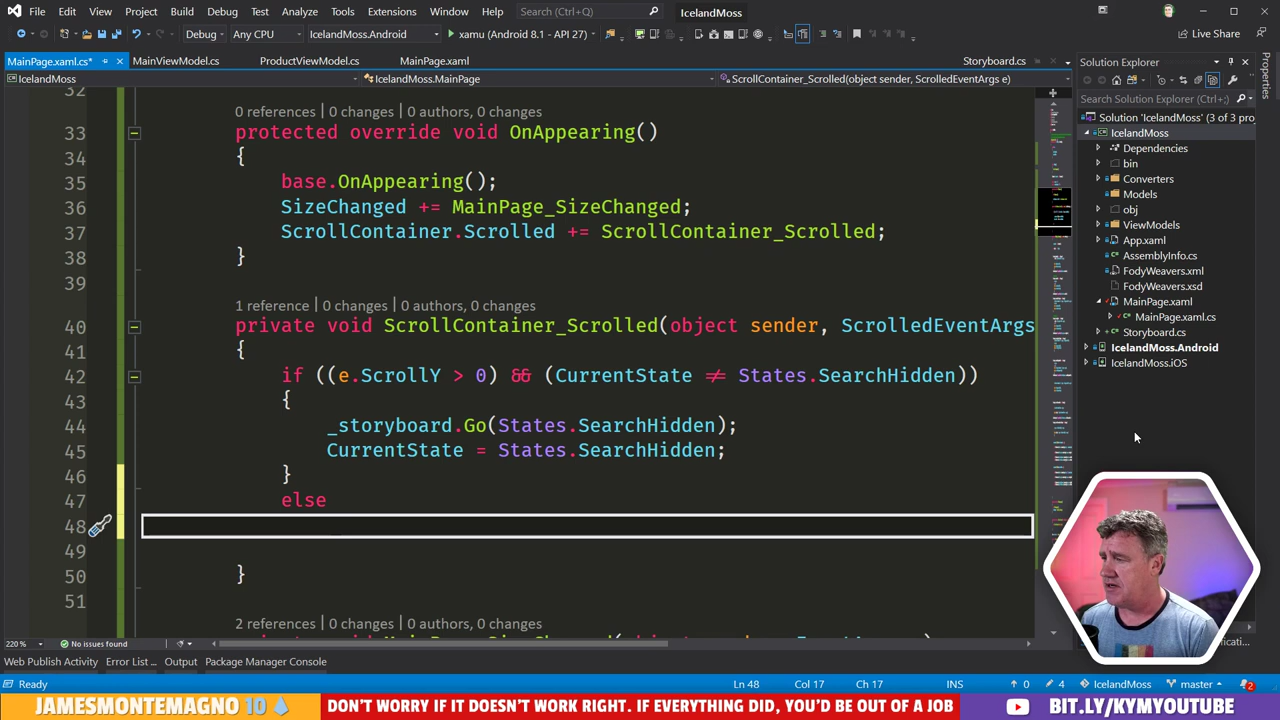 File Edit View Git Project Build Debug Test Analyze Tools Extensions Window Help Search (Ctrl+Q) IcelandMoss
Debug Any CPU IcelandMoss.Android xamu (Android 8.1 - API 27) Live Share
MainPage.xaml.cs* MainViewModel.cs ProductViewModel.cs MainPage.xaml Storyboard.cs
IcelandMoss IcelandMoss.MainPage ScrollContainer_Scrolled(object sender, ScrolledEventArgs e)
32
0 references | 0 changes | 0 authors, 0 changes
33 protected override void OnAppearing()
34 {
35 base.OnAppearing();
36 SizeChanged += MainPage_SizeChanged;
37 ScrollContainer.Scrolled += ScrollContainer_Scrolled;
38 }
39
1 reference | 0 changes | 0 authors, 0 changes
40 private void ScrollContainer_Scrolled(object sender, ScrolledEventArgs
41 {
42 if ((e.ScrollY > 0) && (CurrentState ≠ States.SearchHidden))
43 {
44 _storyboard.Go(States.SearchHidden);
45 CurrentState = States.SearchHidden;
46 }
47 else
48
49
50 }
51
2 references | 0 changes | 0 authors, 0 changes
220 % No issues found
Solution Explorer
Search Solution Explorer (Ctrl+;)
Solution 'IcelandMoss' (3 of 3 pro
IcelandMoss
Dependencies
bin
Converters
Models
obj
ViewModels
App.xaml
AssemblyInfo.cs
FodyWeavers.xml
FodyWeavers.xsd
MainPage.xaml
MainPage.xaml.cs
Storyboard.cs
IcelandMoss.Android
IcelandMoss.iOS
Properties
Web Publish Activity Error List ... Output Package Manager Console
Ready Ln 48 Col 17 Ch 17 INS 0 4 IcelandMoss master 2
JAMESMONTEMAGNO 10 DON'T WORRY IF IT DOESN'T WORK RIGHT. IF EVERYTHING DID, YOU'D BE OUT OF A JOB BIT.LY/KYMYOUTUBE